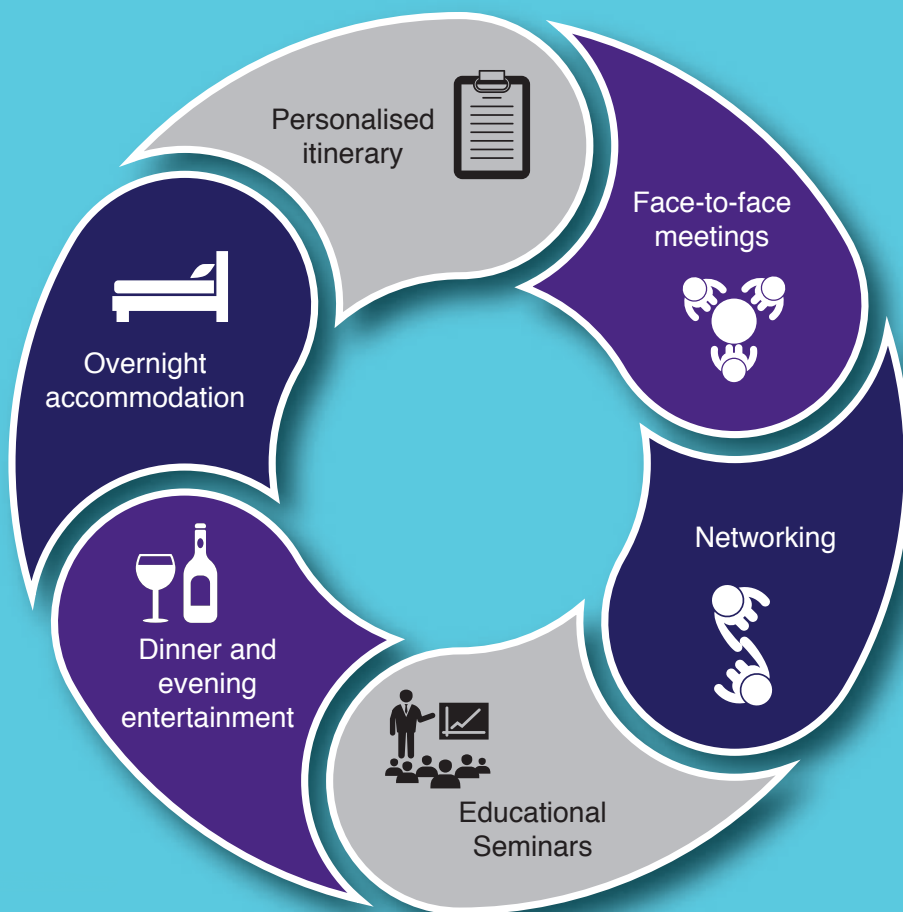 Personalised
itinerary
Face-to-face
meetings
Networking
Educational
Seminars
Dinner and
evening
entertainment
Overnight
accommodation